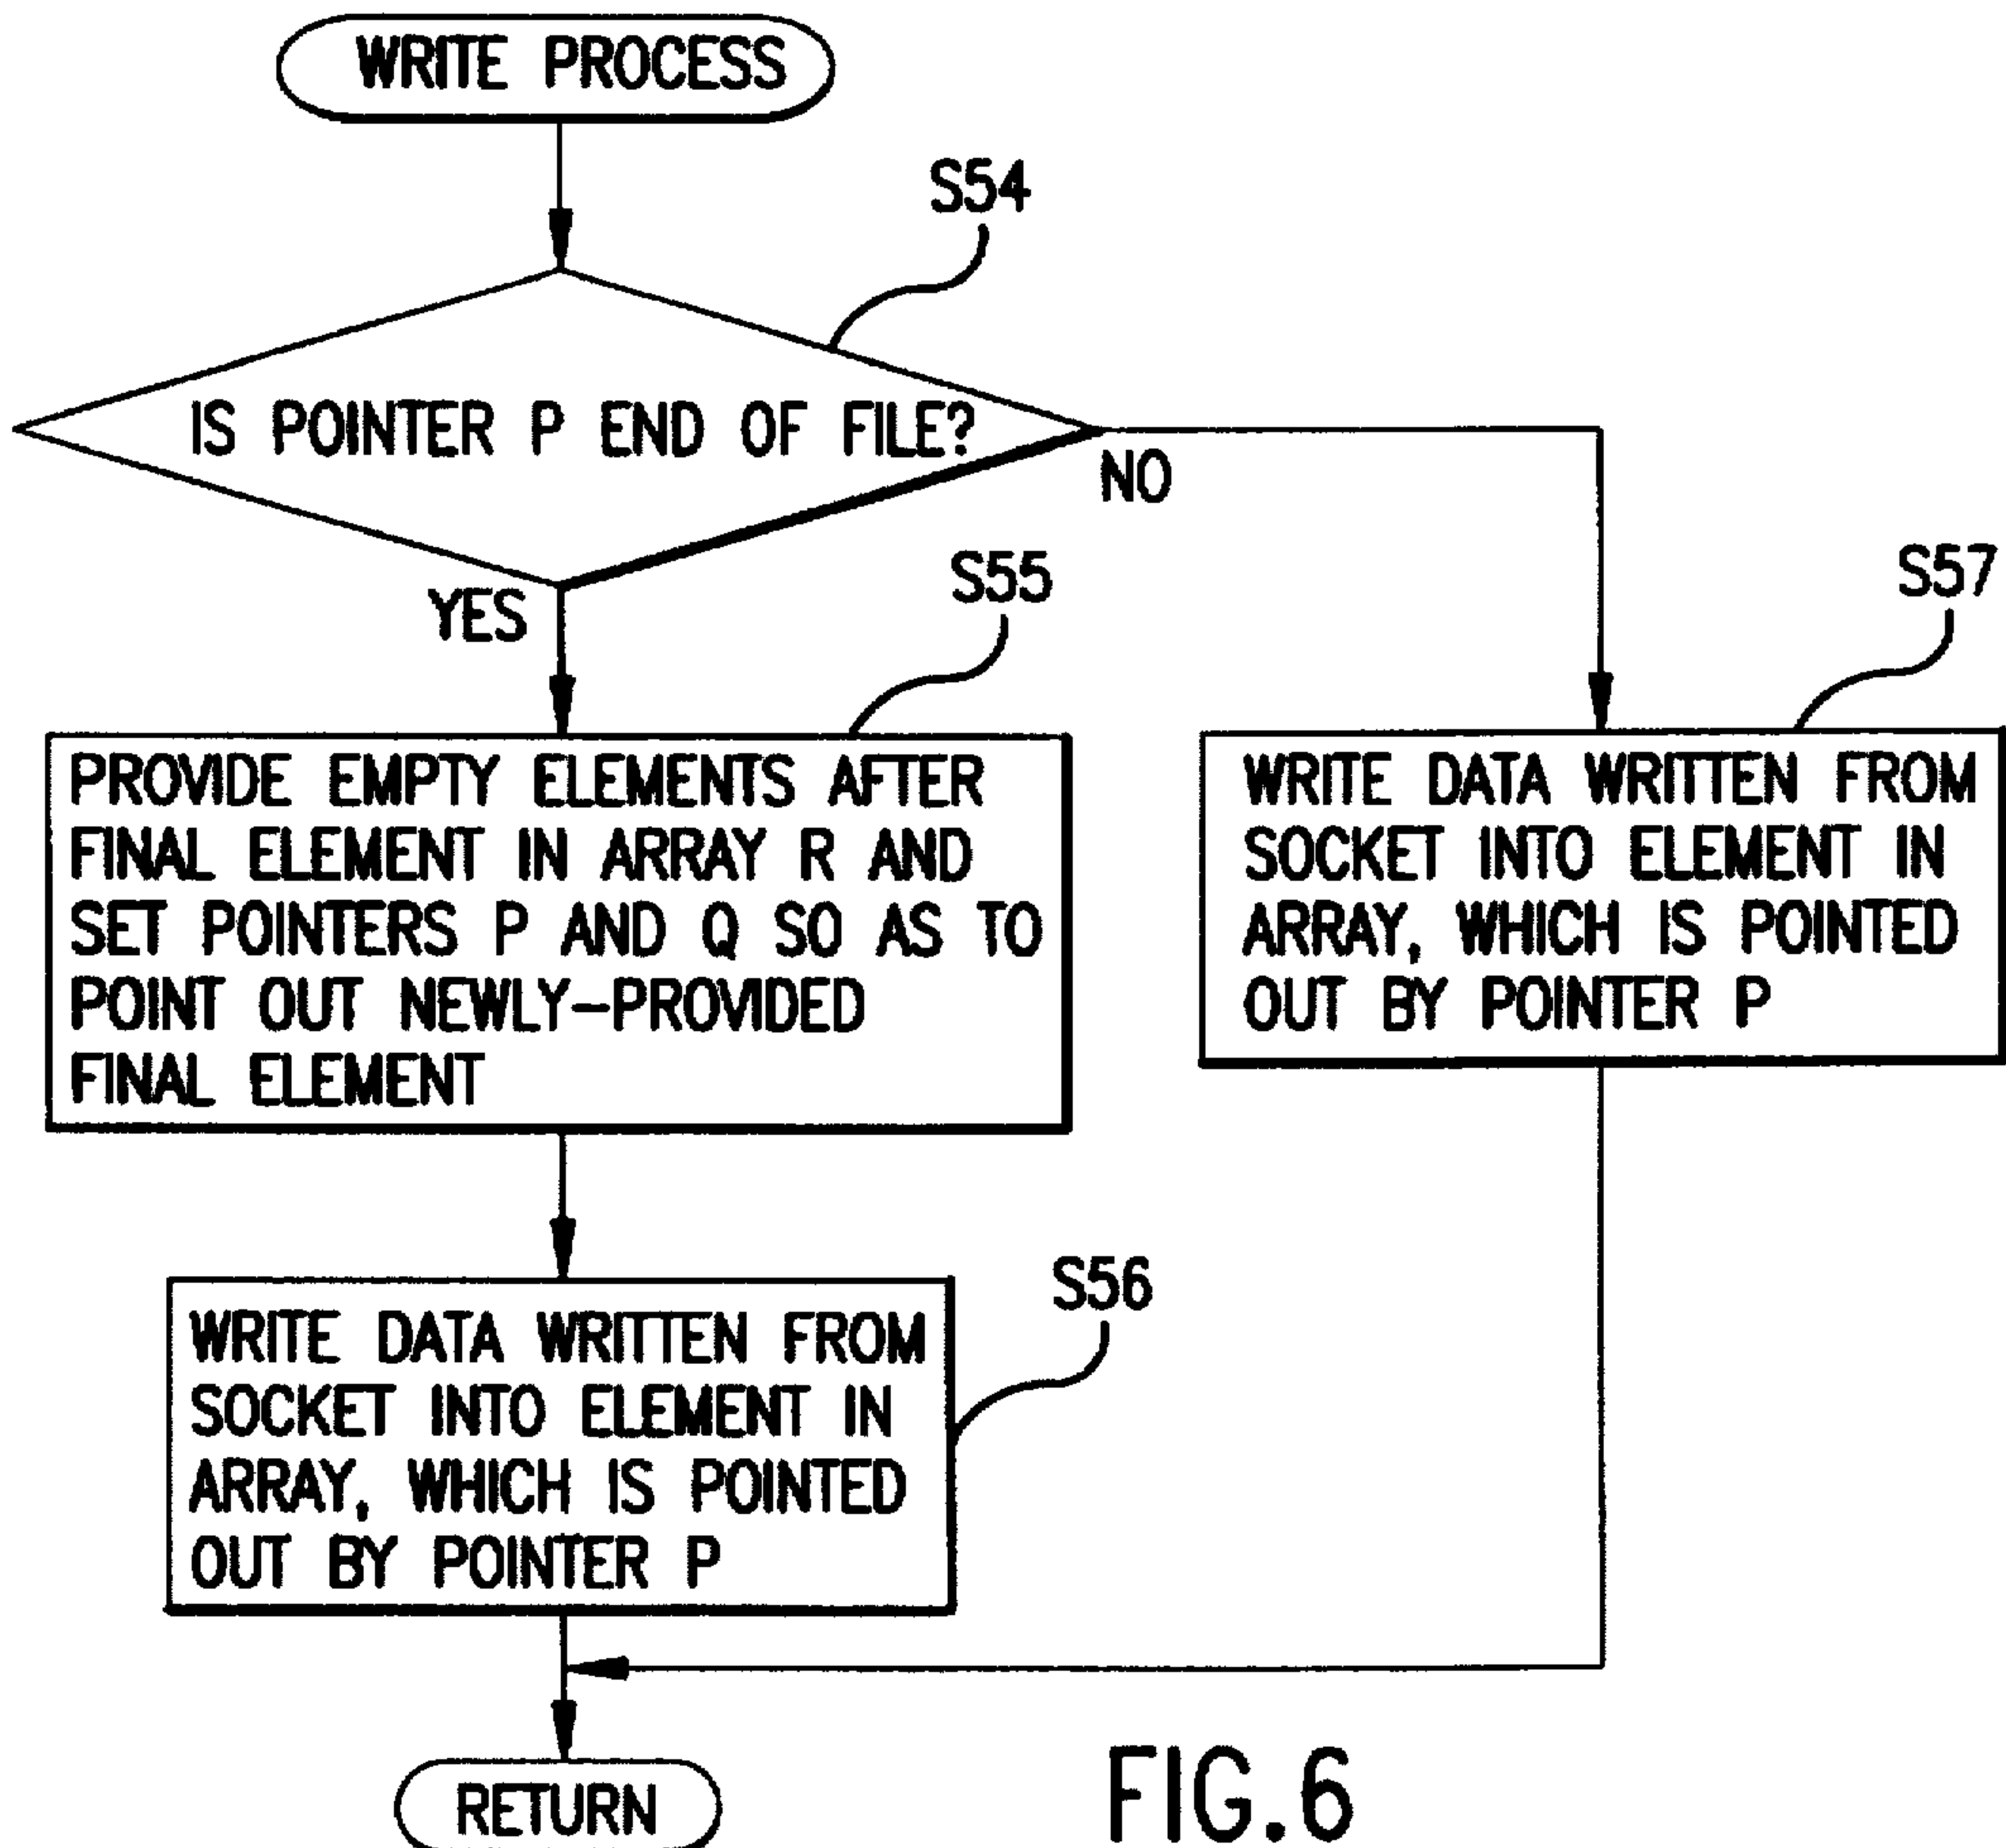 WRITE PROCESS
S54
IS POINTER P END OF FILE?
NO
YES
S55
PROVIDE EMPTY ELEMENTS AFTER
FINAL ELEMENT IN ARRAY R AND
SET POINTERS P AND Q SO AS TO
POINT OUT NEWLY-PROVIDED
FINAL ELEMENT
S57
WRITE DATA WRITTEN FROM
SOCKET INTO ELEMENT IN
ARRAY, WHICH IS POINTED
OUT BY POINTER P
S56
WRITE DATA WRITTEN FROM
SOCKET INTO ELEMENT IN
ARRAY, WHICH IS POINTED
OUT BY POINTER P
RETURN
FIG.6